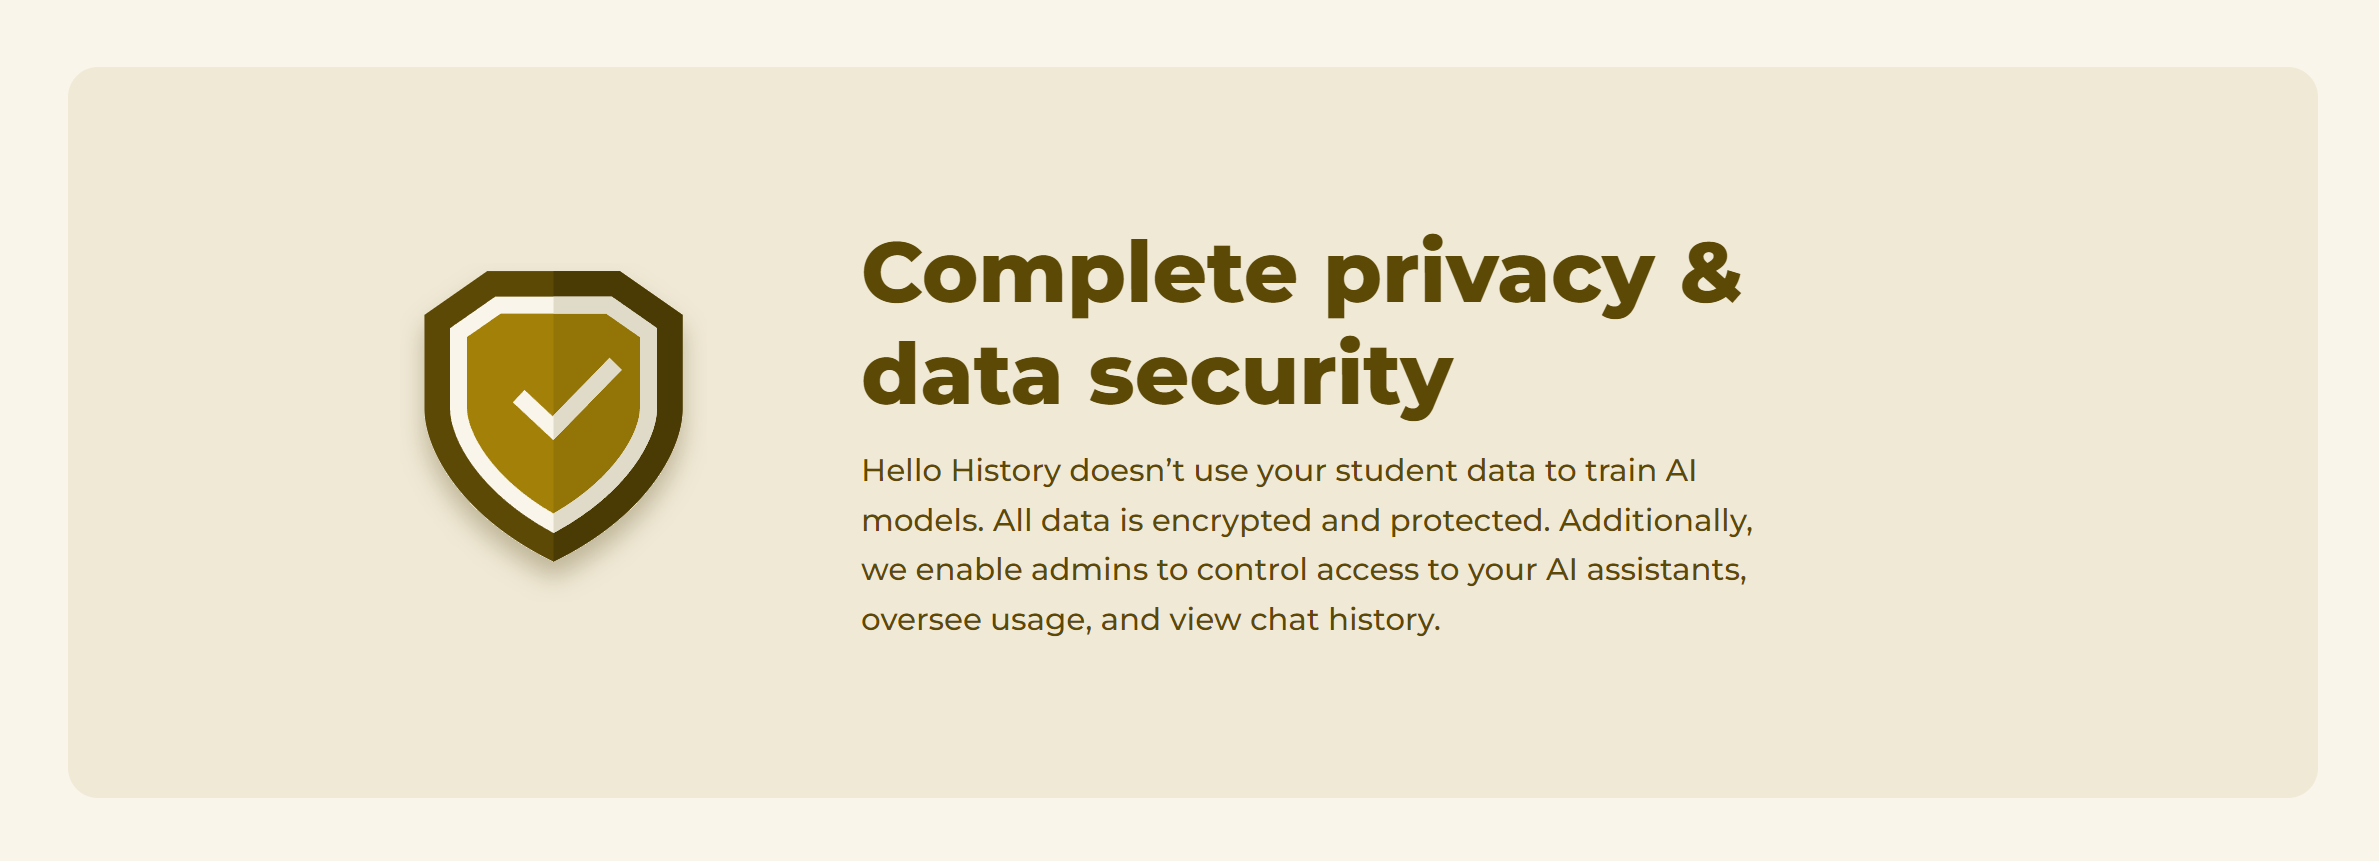 Complete privacy &
data security
Hello History doesn’t use your student data to train AI
models. All data is encrypted and protected. Additionally,
we enable admins to control access to your AI assistants,
oversee usage, and view chat history.